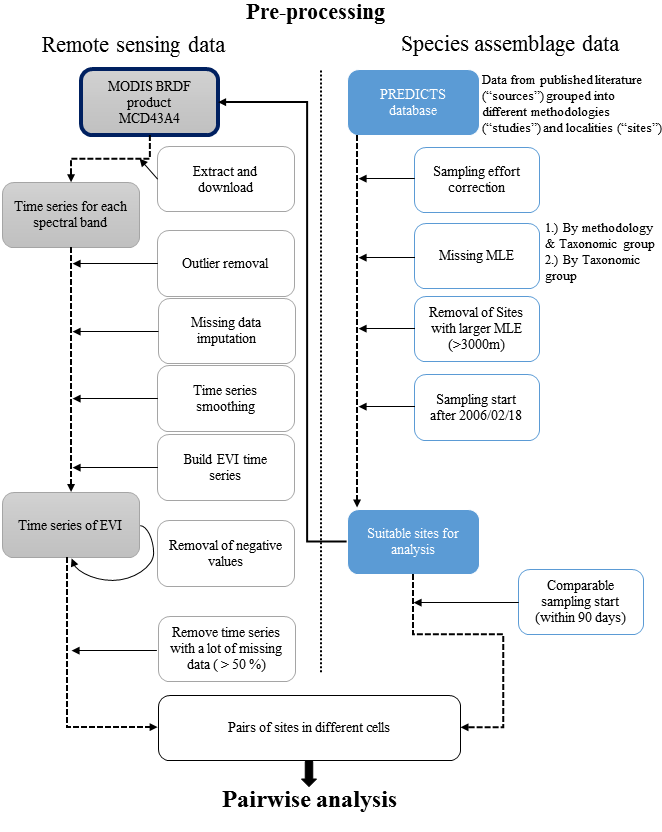 Pre-processing
Remote sensing data
MODIS BRDF
product
MCD43A4
Extract and
download
Time series for each
spectral band
Outlier removal
Missing data
imputation
Time series
smoothing
Build EVI time
series
Time series of EVI
Removal of negative
values
Remove time series
with a lot of missing
data ( > 50 %)
Species assemblage data
PREDICTS
database
Data from published literature
(“sources”) grouped into
different methodologies
(“studies”) and localities (“sites”)
Sampling effort
correction
Missing MLE
1.) By methodology
& Taxonomic group
2.) By Taxonomic
group
Removal of Sites
with larger MLE
(>3000m)
Sampling start
after 2006/02/18
Suitable sites for
analysis
Comparable
sampling start
(within 90 days)
Pairs of sites in different cells
Pairwise analysis